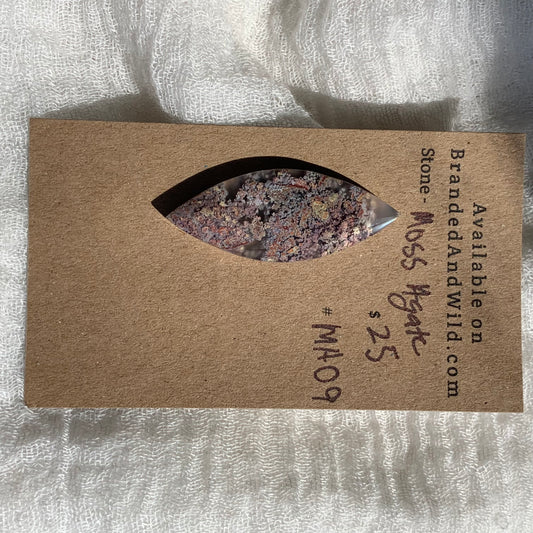 Available on
BrandedAndWild.com
Stone - Moss Agate
$ 25
# MA09